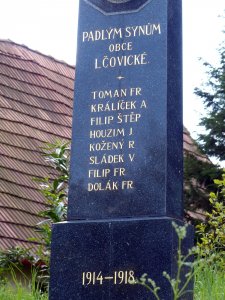 PADLÝM SYNŮM
OBCE
LČOVICKÉ.
TOMAN FR
KRÁLÍČEK A
FILIP ŠTĚP
HOUZIM J
KOŽENÝ R
SLÁDEK V
FILIP FR
DOLÁK FR
1914-1918.